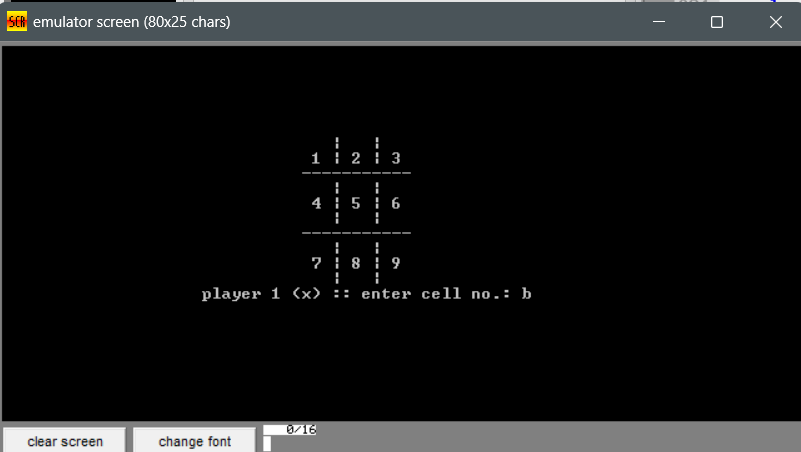 SCR emulator screen (80x25 chars)
1 ¦ 2 ¦ 3
4 ¦ 5 ¦ 6
7 ¦ 8 ¦ 9
player 1 (x) :: enter cell no.: b
clear screen
change font
0/16